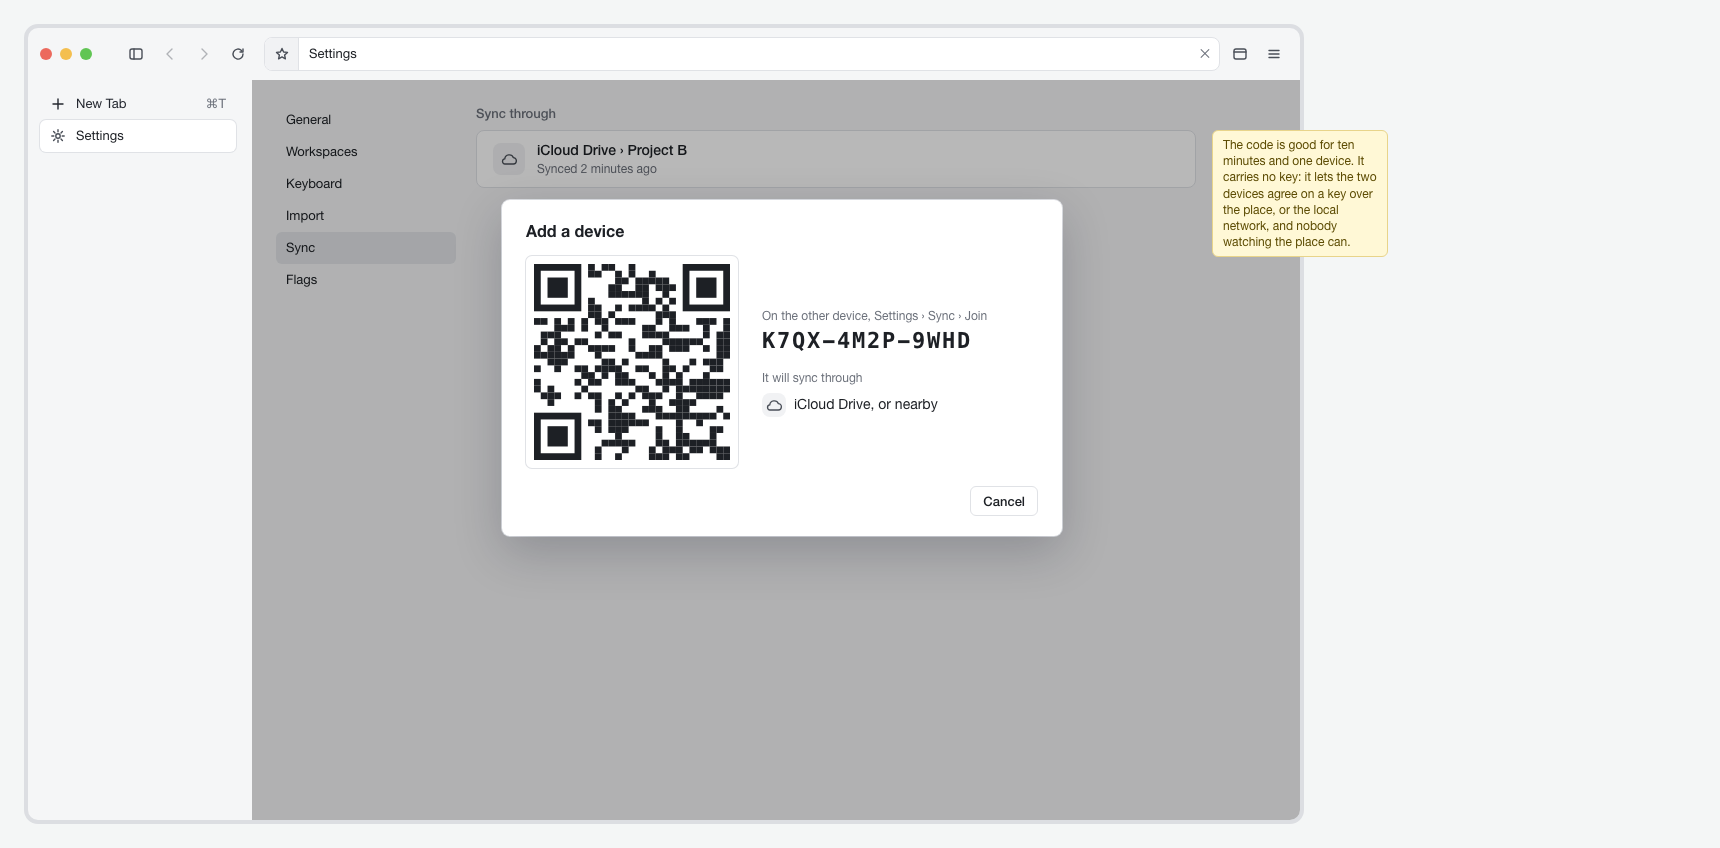 Settings
New Tab ⌘T
Settings
General
Workspaces
Keyboard
Import
Sync
Flags
Sync through
iCloud Drive › Project B
Synced 2 minutes ago
Add a device
On the other device, Settings › Sync › Join
K7QX–4M2P–9WHD
It will sync through
iCloud Drive, or nearby
Cancel
The code is good for ten
minutes and one device. It
carries no key: it lets the two
devices agree on a key over
the place, or the local
network, and nobody
watching the place can.